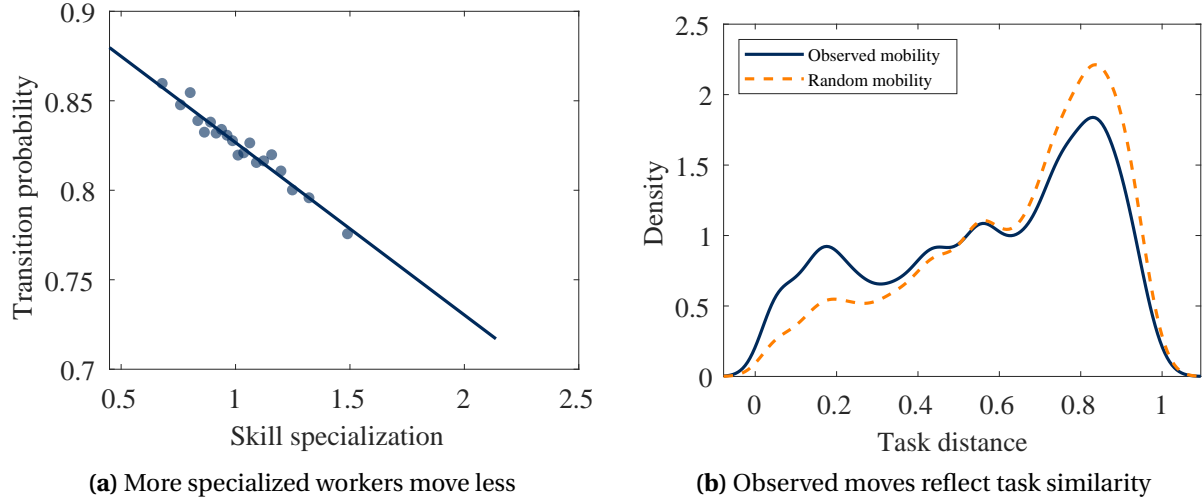 0.9
0.85
0.8
0.75
0.7
0.5 1 1.5 2 2.5
Transition probability
Skill specialization
(a) More specialized workers move less
2.5
2
1.5
1
0.5
0
0 0.2 0.4 0.6 0.8 1
Density
Task distance
Observed mobility
Random mobility
(b) Observed moves reflect task similarity